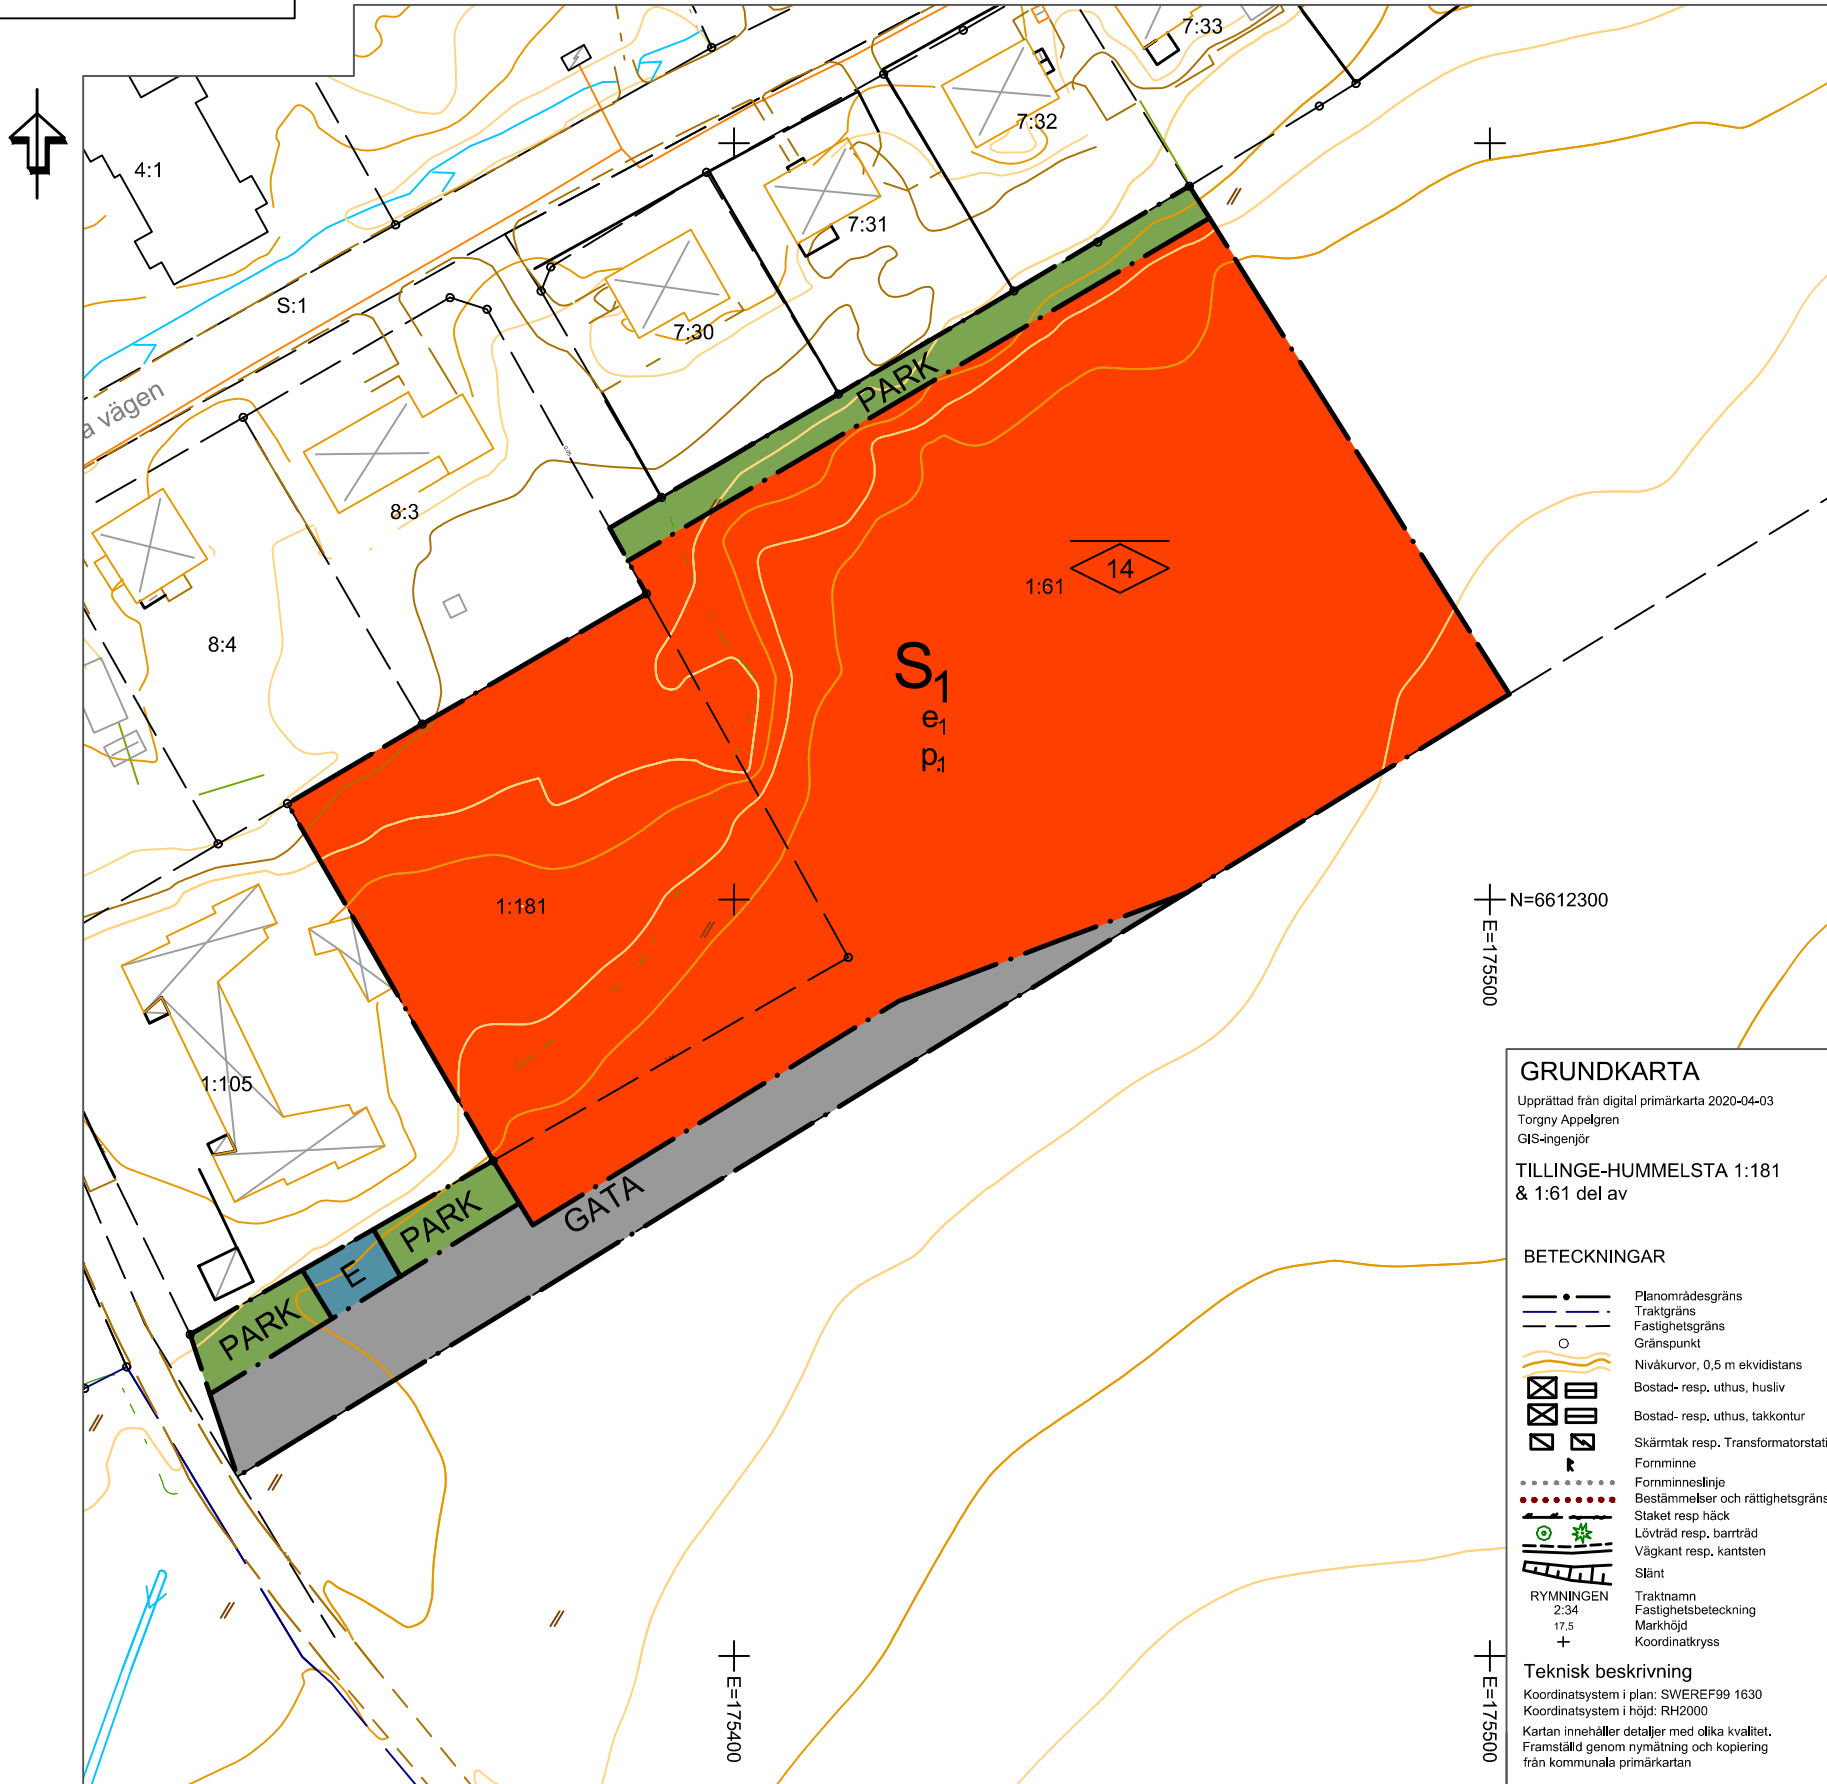 7:33
7:32
4:1
7:31
S:1
7:30
PARK
a vägen
8:3
14
1:61
8:4
S1
e1
p1
1:181
N=6612300
E=175500
1:105
GRUNDKARTA
Upprättad från digital primärkarta 2020-04-03
Torgny Appelgren
GIS-ingenjör
TILLINGE-HUMMELSTA 1:181
& 1:61 del av
PARK
GATA
E
PARK
BETECKNINGAR
Planområdesgräns
Traktgräns
Fastighetsgräns
Gränspunkt
Nivåkurvor, 0,5 m ekvidistans
Bostad- resp. uthus, husliv
Bostad- resp. uthus, takkontur
Skärmtak resp. Transformatorstati
Fornminne
Fornminneslinje
Bestämmelser och rättighetsgräns
Staket resp häck
Lövträd resp. barrträd
Vägkant resp. kantsten
Slänt
RYMNINGEN Traktnamn
2:34 Fastighetsbeteckning
17,5 Markhöjd
Koordinatkryss
E=175400
E=175500
Teknisk beskrivning
Koordinatsystem i plan: SWEREF99 1630
Koordinatsystem i höjd: RH2000
Kartan innehåller detaljer med olika kvalitet.
Framställd genom nymätning och kopiering
från kommunala primärkartan